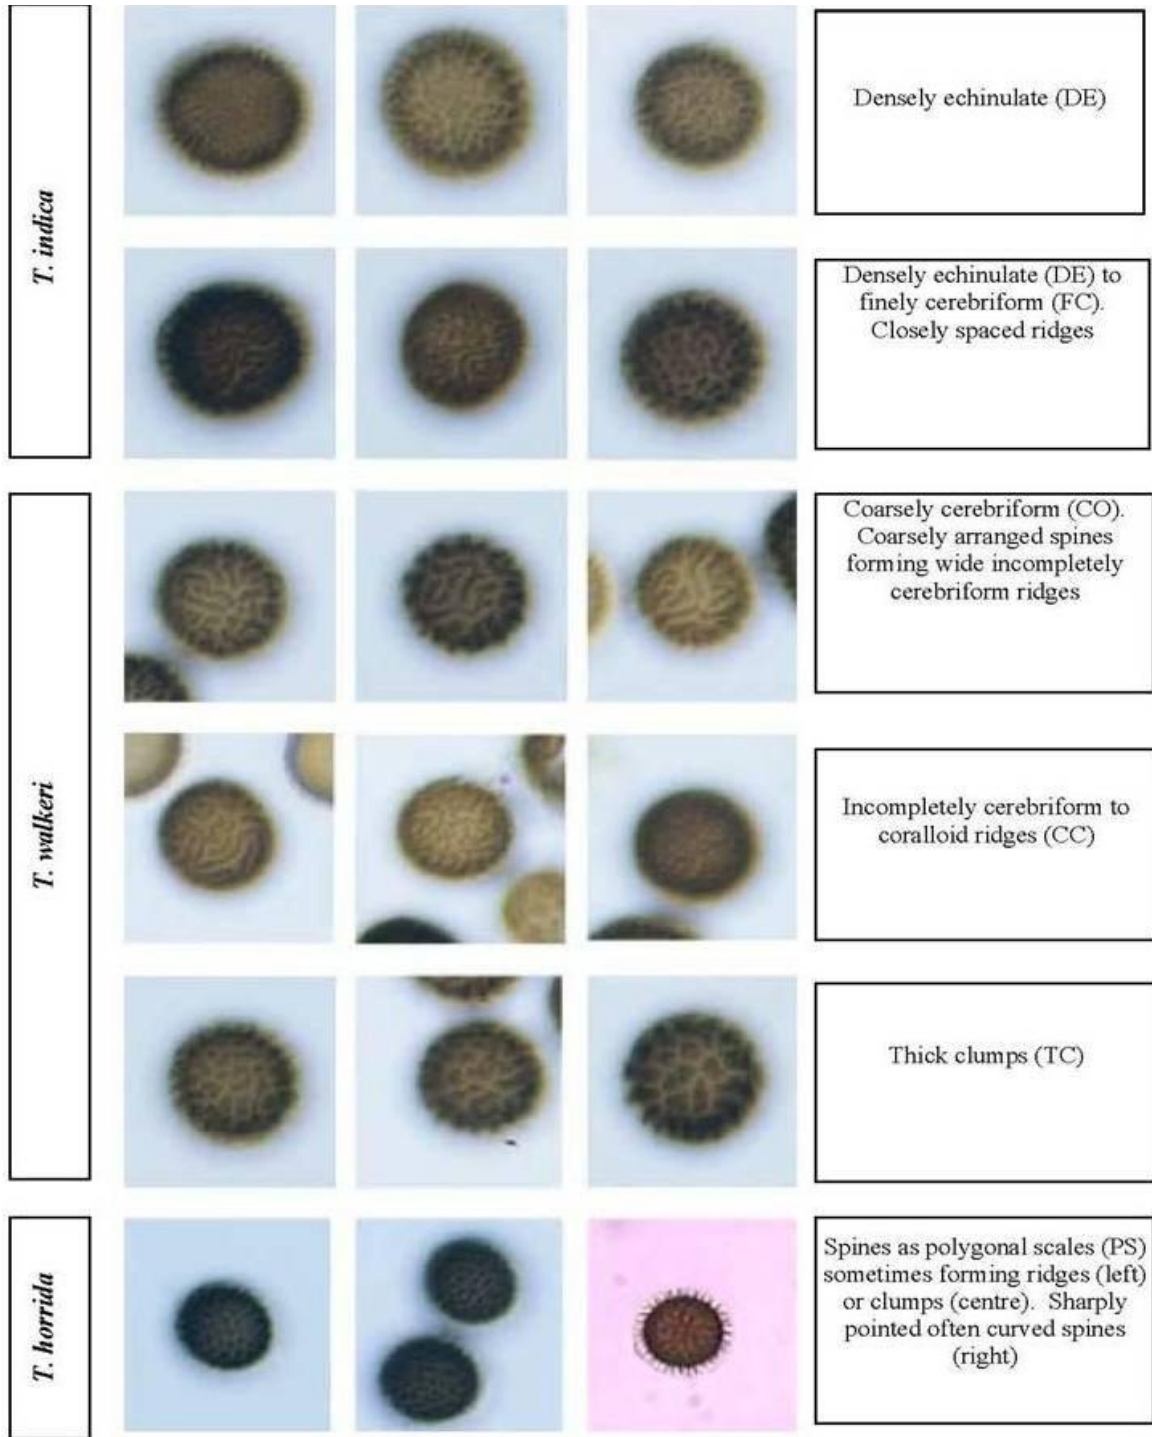 T. indica
Densely echinulate (DE)
Densely echinulate (DE) to
finely cerebriform (FC).
Closely spaced ridges
T. walkeri
Coarsely cerebriform (CO).
Coarsely arranged spines
forming wide incompletely
cerebriform ridges
Incompletely cerebriform to
coralloid ridges (CC)
Thick clumps (TC)
T. horrida
Spines as polygonal scales (PS)
sometimes forming ridges (left)
or clumps (centre). Sharply
pointed often curved spines
(right)